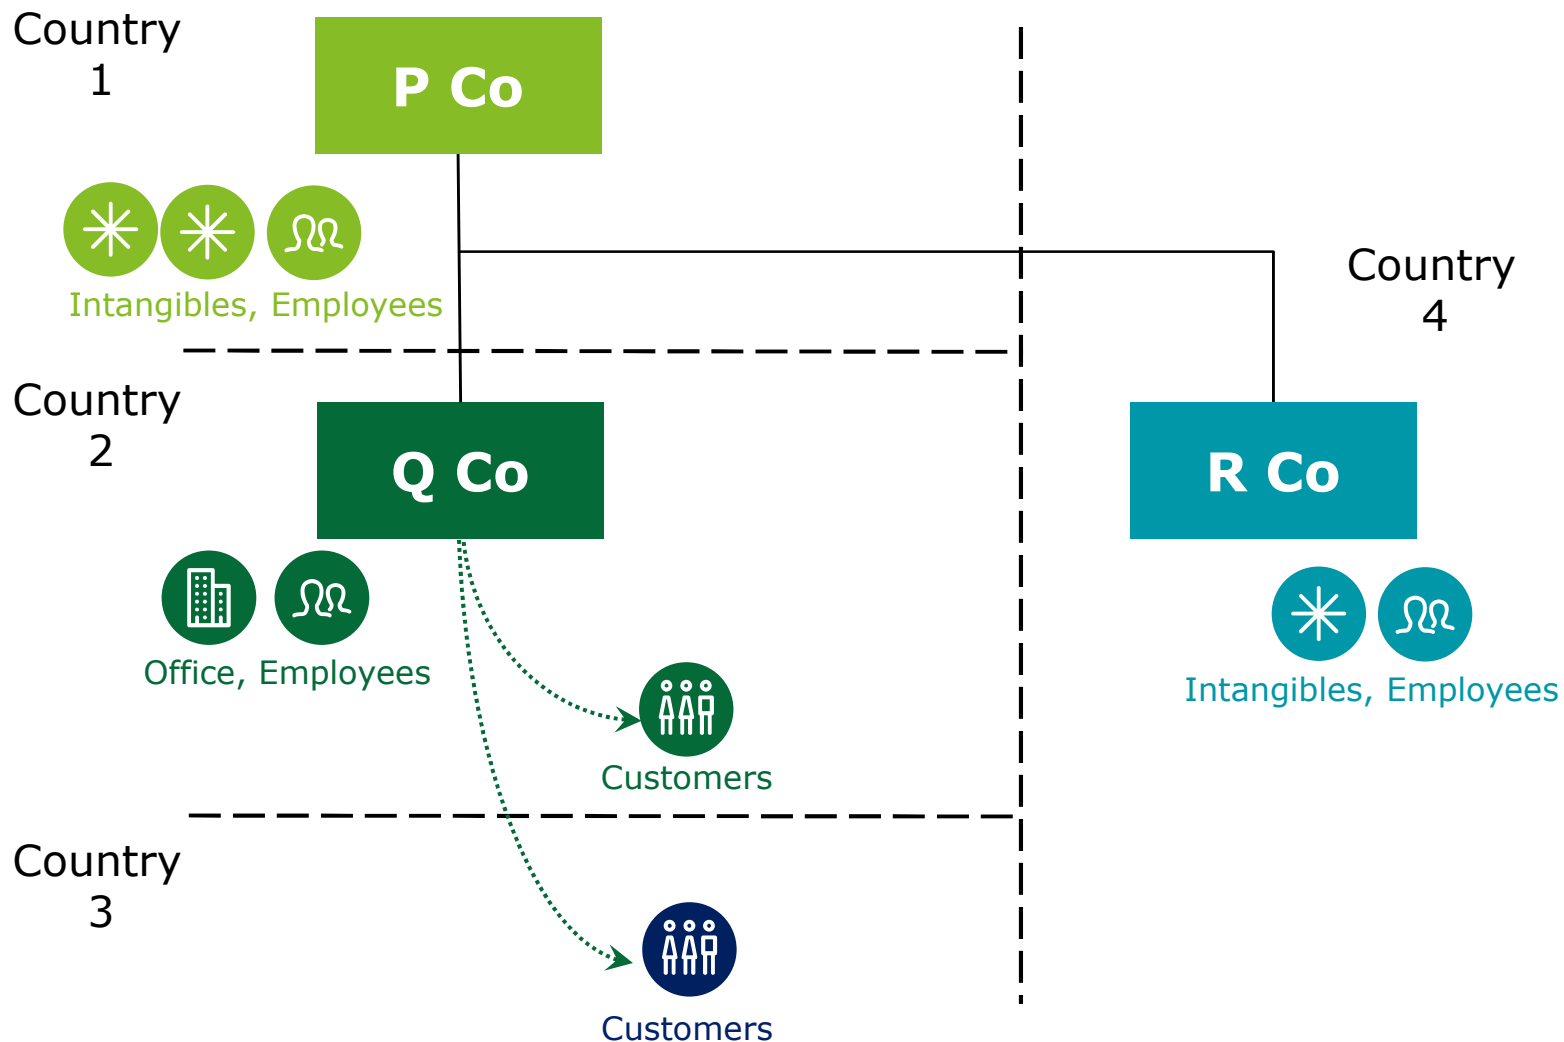 Country
1
P Co
Intangibles, Employees
Country
4
Country
2
Q Co
R Co
Office, Employees
Intangibles, Employees
Customers
Country
3
Customers